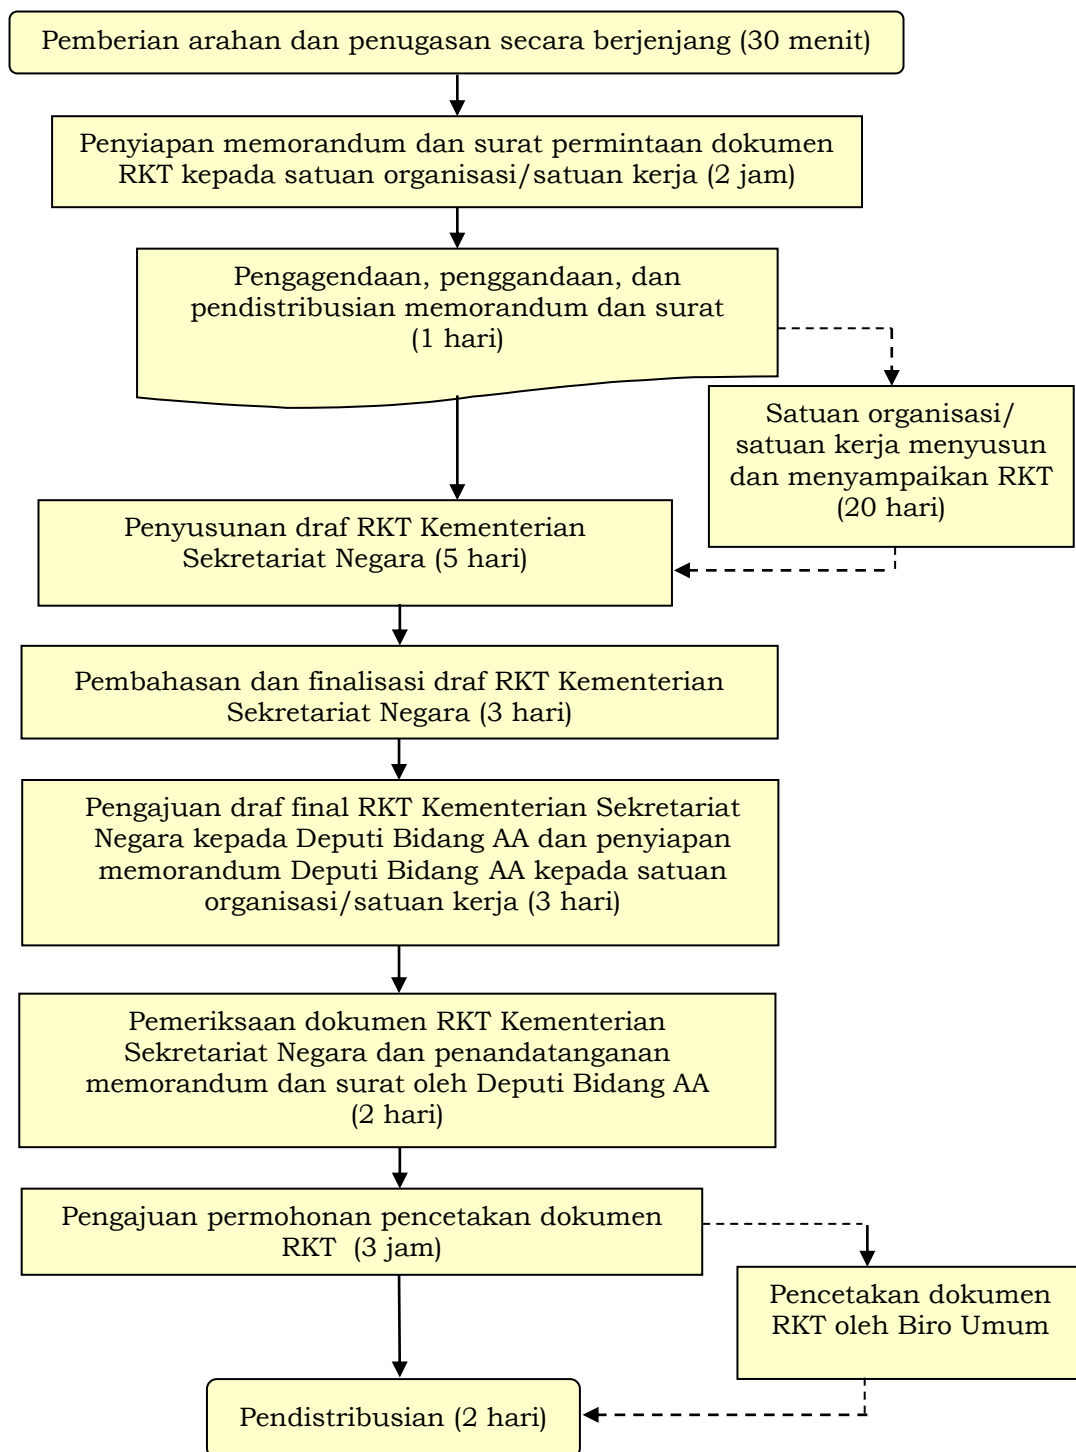 Pemberian arahan dan penugasan secara berjenjang (30 menit)
Penyiapan memorandum dan surat permintaan dokumen
RKT kepada satuan organisasi/satuan kerja (2 jam)
Pengagendaan, penggandaan, dan
pendistribusian memorandum dan surat
(1 hari)
Satuan organisasi/
satuan kerja menyusun
dan menyampaikan RKT
(20 hari)
Penyusunan draf RKT Kementerian
Sekretariat Negara (5 hari)
Pembahasan dan finalisasi draf RKT Kementerian
Sekretariat Negara (3 hari)
Pengajuan draf final RKT Kementerian Sekretariat
Negara kepada Deputi Bidang AA dan penyiapan
memorandum Deputi Bidang AA kepada satuan
organisasi/satuan kerja (3 hari)
Pemeriksaan dokumen RKT Kementerian
Sekretariat Negara dan penandatanganan
memorandum dan surat oleh Deputi Bidang AA
(2 hari)
Pengajuan permohonan pencetakan dokumen
RKT (3 jam)
Pencetakan dokumen
RKT oleh Biro Umum
Pendistribusian (2 hari)